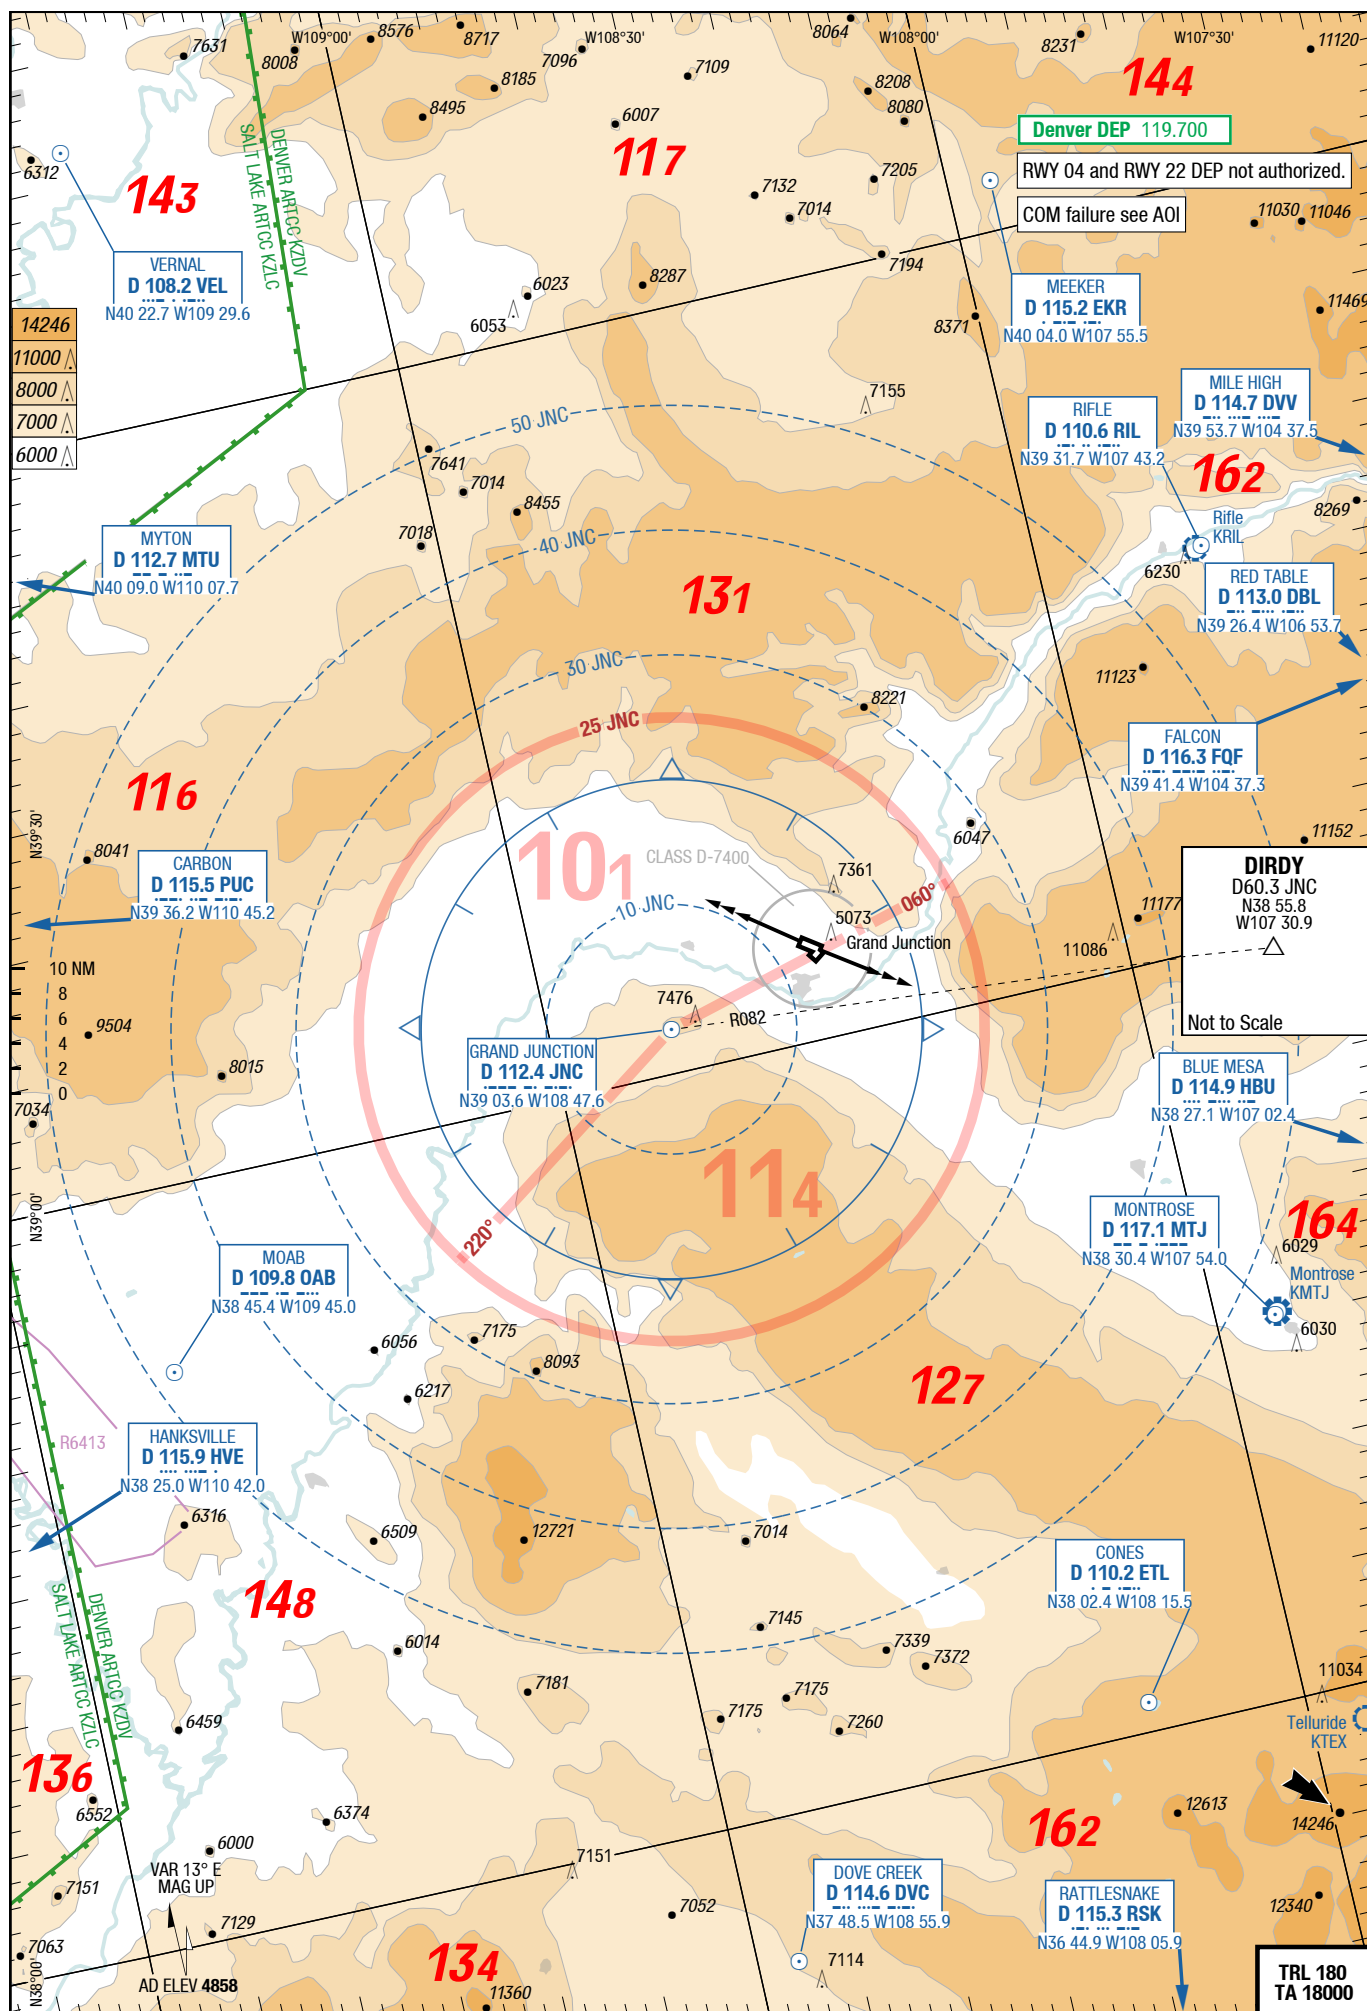 W109°00'
W108°30'
W108°00'
W107°30'
7631
8008
8576
8717
7096
8185
8495
6007
7109
8064
8208
8080
8231
11120
144
117
143
6312
Denver DEP 119.700
RWY 04 and RWY 22 DEP not authorized.
COM failure see AOI
7132
7014
7205
7194
11030
11046
SALT LAKE ARTCC KZLC
DENVER ARTCC KZDV
VERNAL
D 108.2 VEL
N40 22.7 W109 29.6
6023
6053
8287
MEEKER
D 115.2 EKR
N40 04.0 W107 55.5
8371
11469
14246
11000
8000
7000
6000
7155
RIFLE
D 110.6 RIL
N39 31.7 W107 43.2
MILE HIGH
D 114.7 DVV
N39 53.7 W104 37.5
162
8269
50 JNC
7641
7014
8455
7018
40 JNC
Rifle
KRIL
6230
MYTON
D 112.7 MTU
N40 09.0 W110 07.7
131
RED TABLE
D 113.0 DBL
N39 26.4 W106 53.7
30 JNC
11123
8221
25 JNC
FALCON
D 116.3 FQF
N39 41.4 W104 37.3
116
N39°30'
8041
6047
11152
101
CLASS D-7400
7361
CARBON
D 115.5 PUC
N39 36.2 W110 45.2
10 JNC
060°
5073
Grand Junction
11177
11086
DIRDY
D60.3 JNC
N38 55.8
W107 30.9
Not to Scale
10 NM
8
6
4
2
0
9504
8015
7034
7476
R082
GRAND JUNCTION
D 112.4 JNC
N39 03.6 W108 47.6
BLUE MESA
D 114.9 HBU
N38 27.1 W107 02.4
114
N39°00'
220°
MONTROSE
D 117.1 MTJ
N38 30.4 W107 54.0
164
6029
Montrose
KMTJ
6030
MOAB
D 109.8 OAB
N38 45.4 W109 45.0
6056
7175
8093
6217
127
R6413
HANKSVILLE
D 115.9 HVE
N38 25.0 W110 42.0
6316
6509
12721
7014
CONES
D 110.2 ETL
N38 02.4 W108 15.5
148
SALT LAKE ARTCC KZLC
DENVER ARTCC KZDV
6014
7145
7339
7372
7181
7175
7175
7260
11034
Telluride
KTEX
6459
136
6552
6374
6000
162
12613
14246
VAR 13° E
MAG UP
7151
7151
DOVE CREEK
D 114.6 DVC
N37 48.5 W108 55.9
RATTLESNAKE
D 115.3 RSK
N36 44.9 W108 05.9
12340
7129
7052
7063
N38°00'
AD ELEV 4858
134
11360
7114
TRL 180
TA 18000